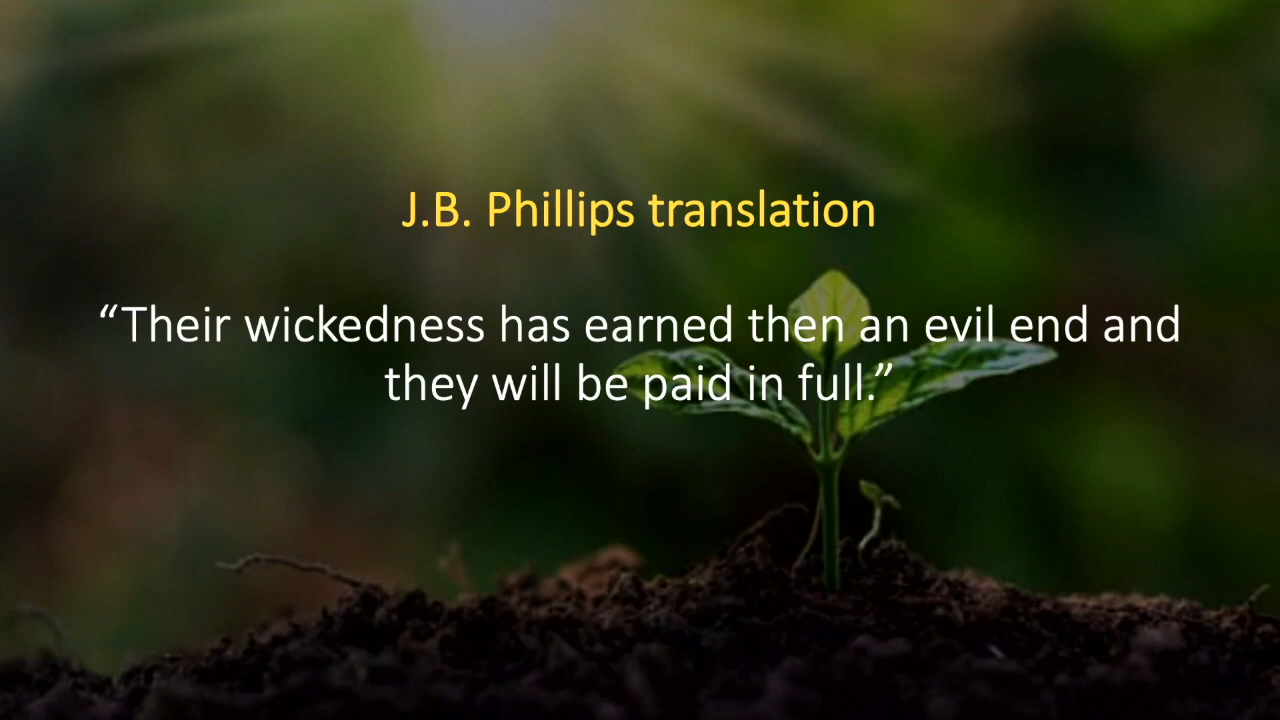 J.B. Phillips translation
“Their wickedness has earned then an evil end and
they will be paid in full.”